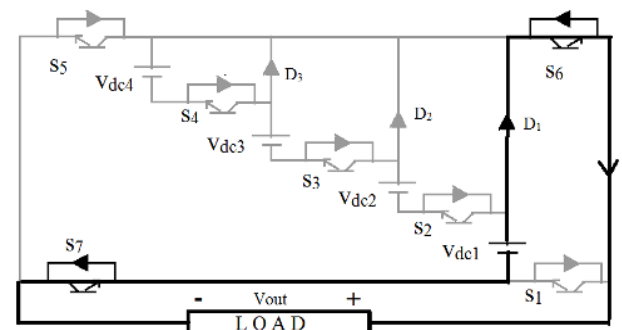 S5
S6
Vdc4
D3
S4
D2
D1
Vdc3
S3
Vdc2
S2
Vdc1
S7
S1
- Vout +
LOAD